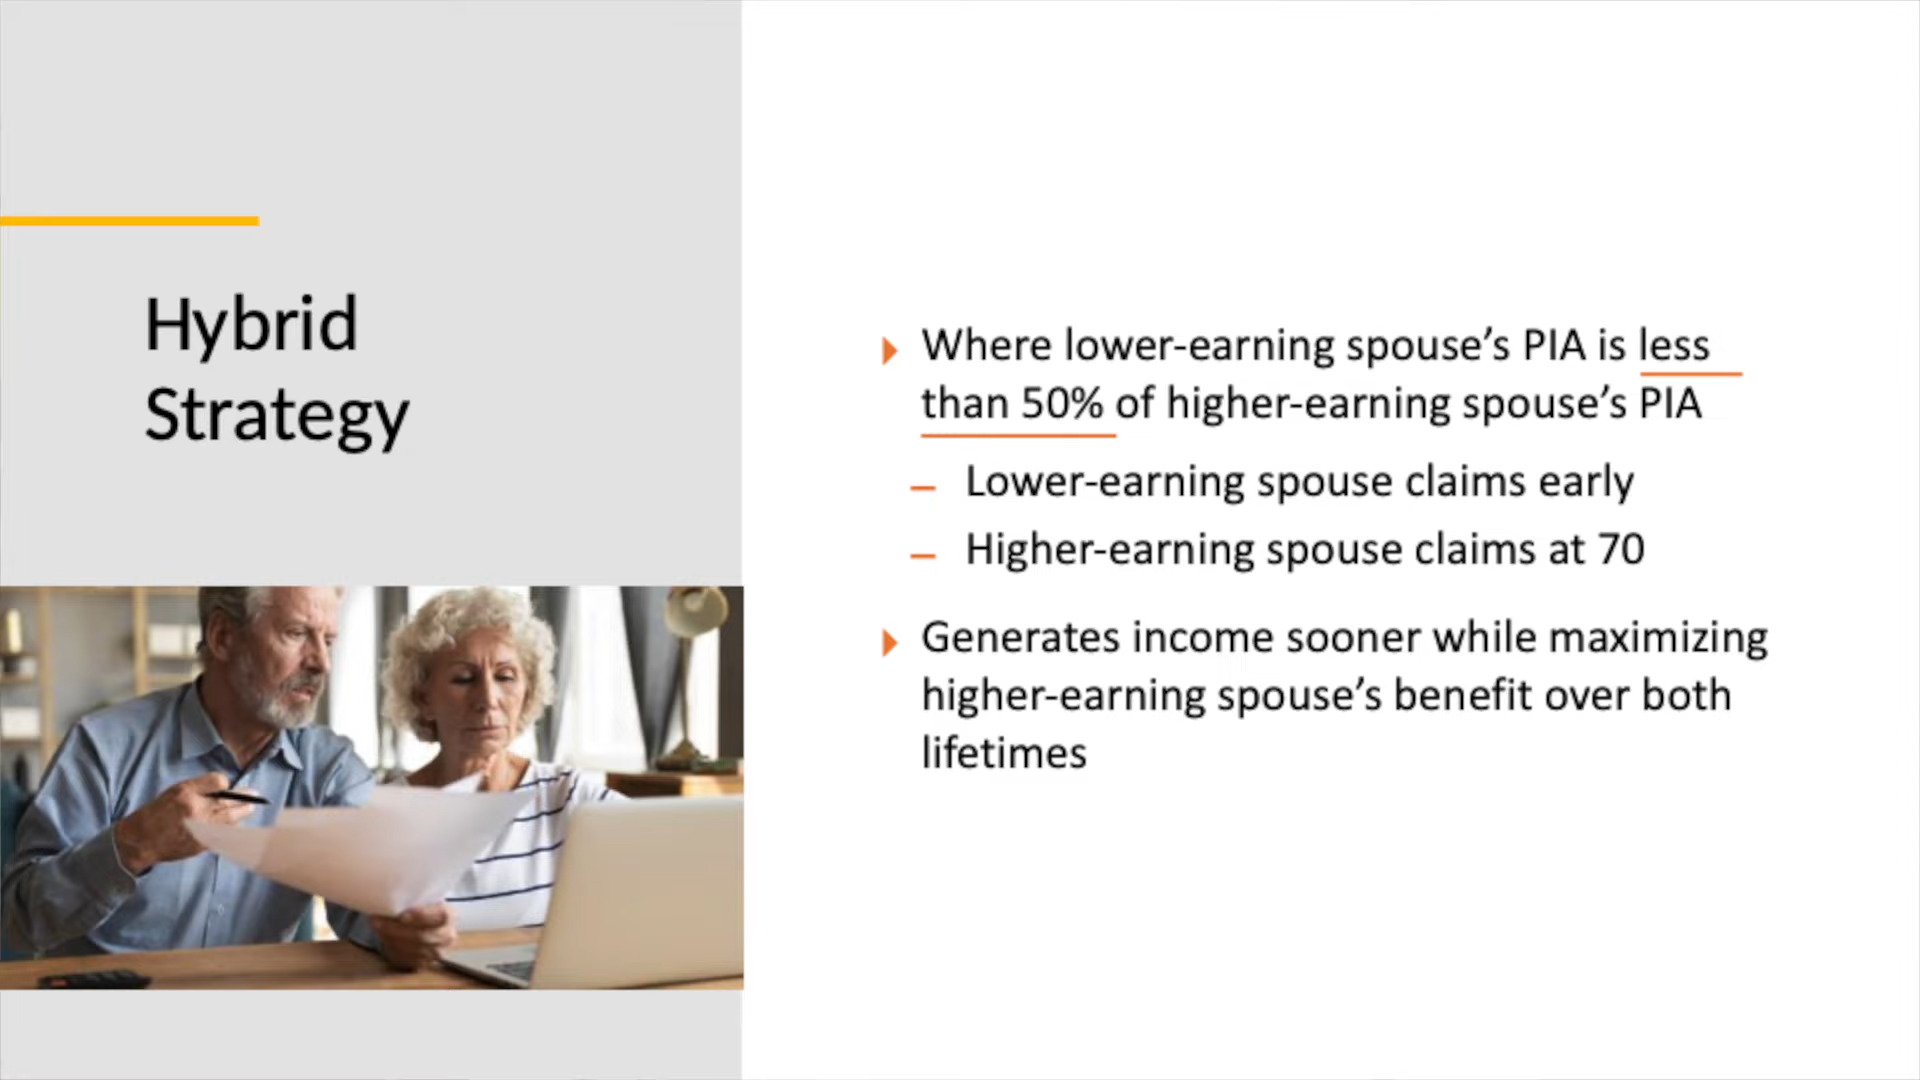 Hybrid
Strategy
Where lower-earning spouse’s PIA is less
than 50% of higher-earning spouse’s PIA
– Lower-earning spouse claims early
– Higher-earning spouse claims at 70
Generates income sooner while maximizing
higher-earning spouse’s benefit over both
lifetimes